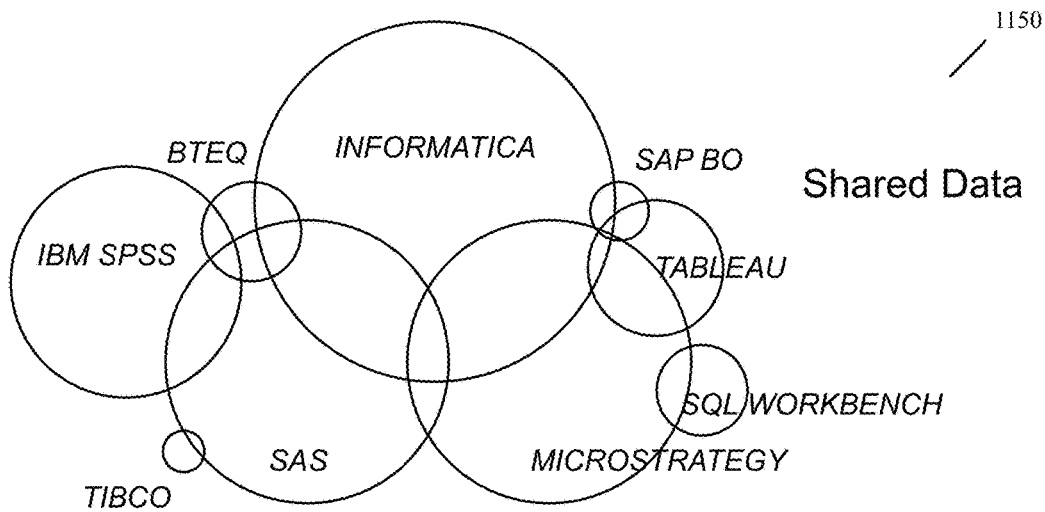 1150
INFORMATICA
BTEQ
SAP BO
Shared Data
IBM SPSS
TABLEAU
SQL WORKBENCH
SAS
MICROSTRATEGY
TIBCO